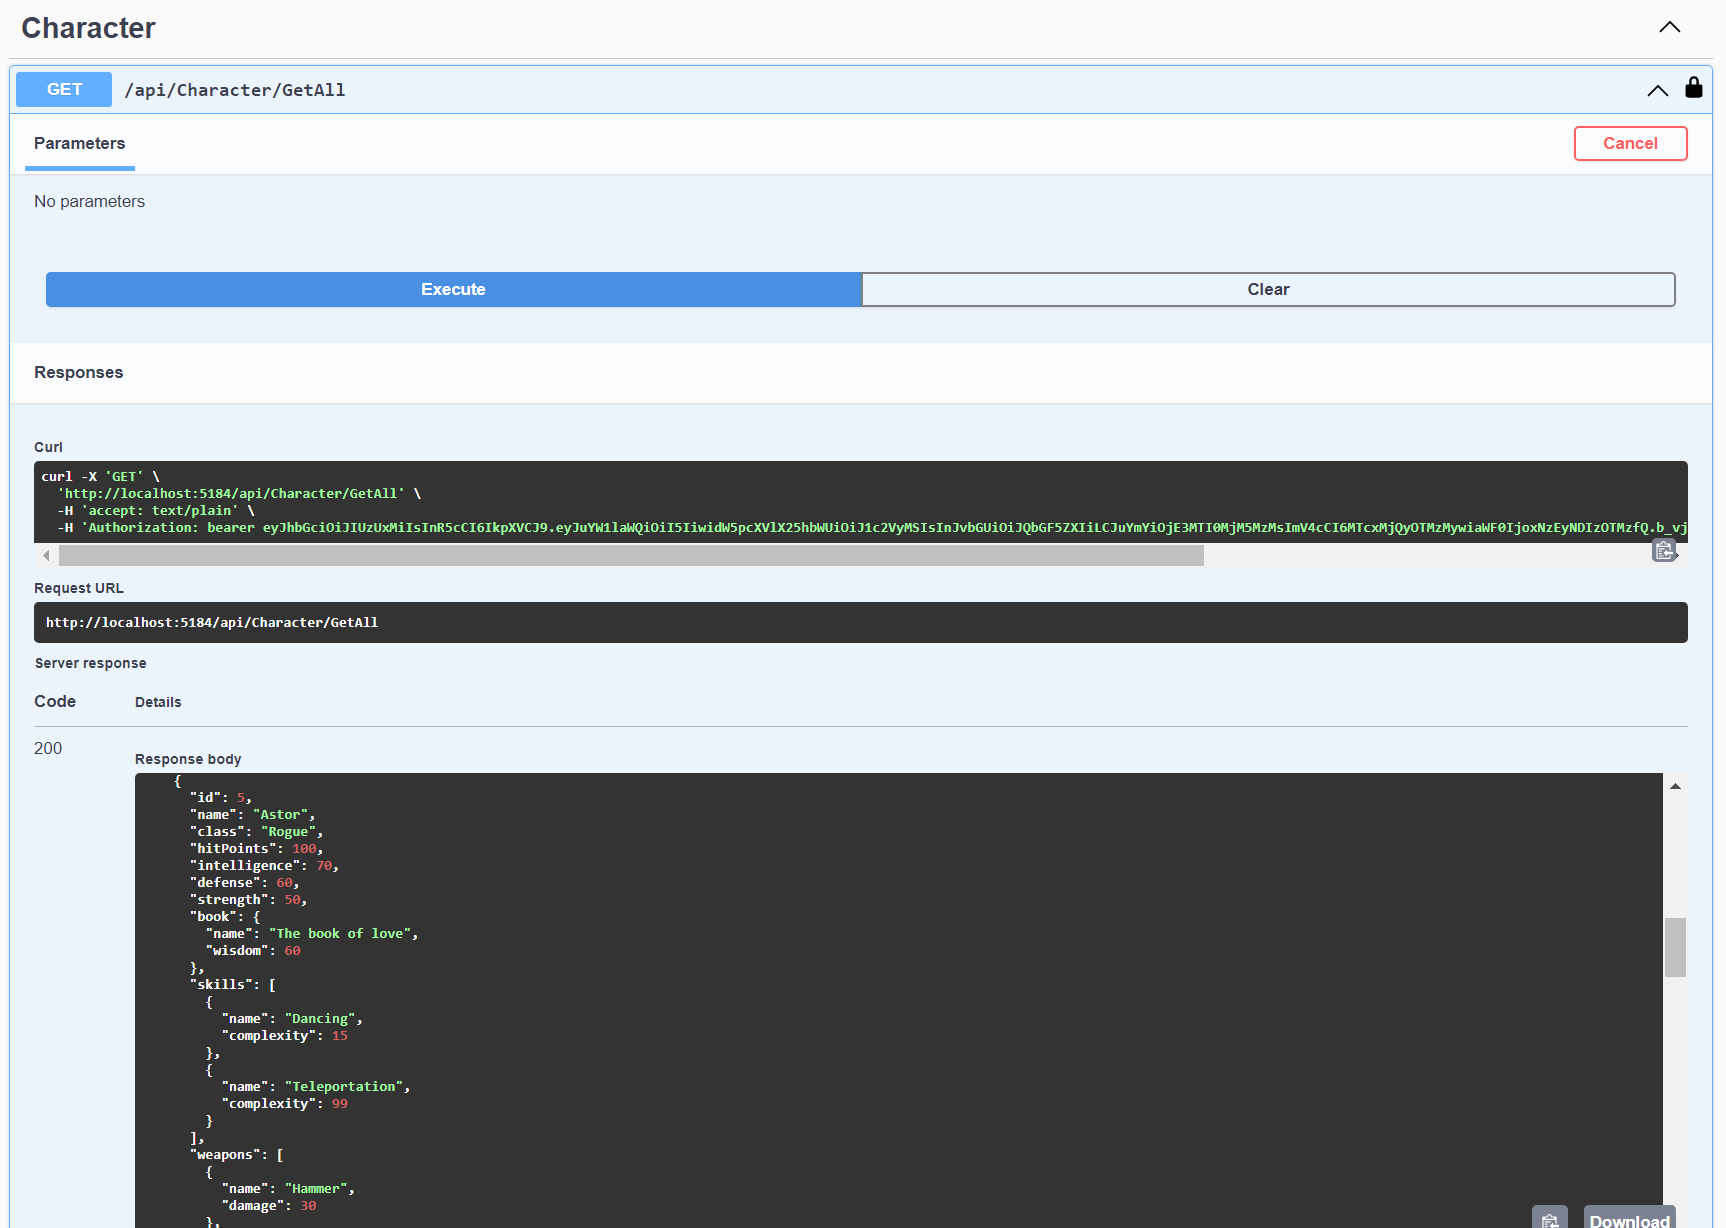 Character
GET /api/Character/GetAll
Parameters
Cancel
No parameters
Execute
Clear
Responses
Curl
curl -X 'GET' \
'http://localhost:5184/api/Character/GetAll' \
-H 'accept: text/plain' \
-H 'Authorization: bearer eyJhbGciOiJIUzUxMiIsInR5cCI6IkpXVCJ9.eyJuYW1laWQiOiI5IiwidW5pcXVlX25hbWUiOiJ1c2VyMSIsInJvbGUiOiJQbGF5ZXIiLCJuYmYiOjE3MTI0MjM5MzMsImV4cCI6MTcxMjQyOTMzMywiaWF0IjoxNzEyNDIzOTMzfQ.b_vj
Request URL
http://localhost:5184/api/Character/GetAll
Server response
Code Details
200
Response body
{
"id": 5,
"name": "Astor",
"class": "Rogue",
"hitPoints": 100,
"intelligence": 70,
"defense": 60,
"strength": 50,
"book": {
"name": "The book of love",
"wisdom": 60
},
"skills": [
{
"name": "Dancing",
"complexity": 15
},
{
"name": "Teleportation",
"complexity": 99
}
],
"weapons": [
{
"name": "Hammer",
"damage": 30
},
Download